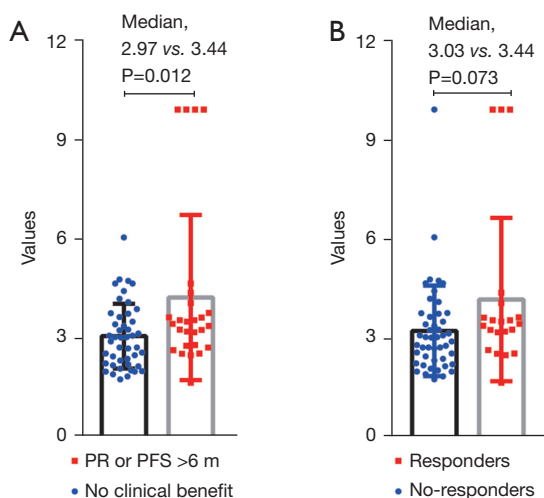 A
Median,
2.97 vs. 3.44
P=0.012
12
9
6
3
0
Values
PR or PFS >6 m
No clinical benefit
B
Median,
3.03 vs. 3.44
P=0.073
12
9
6
3
0
Values
Responders
No-responders